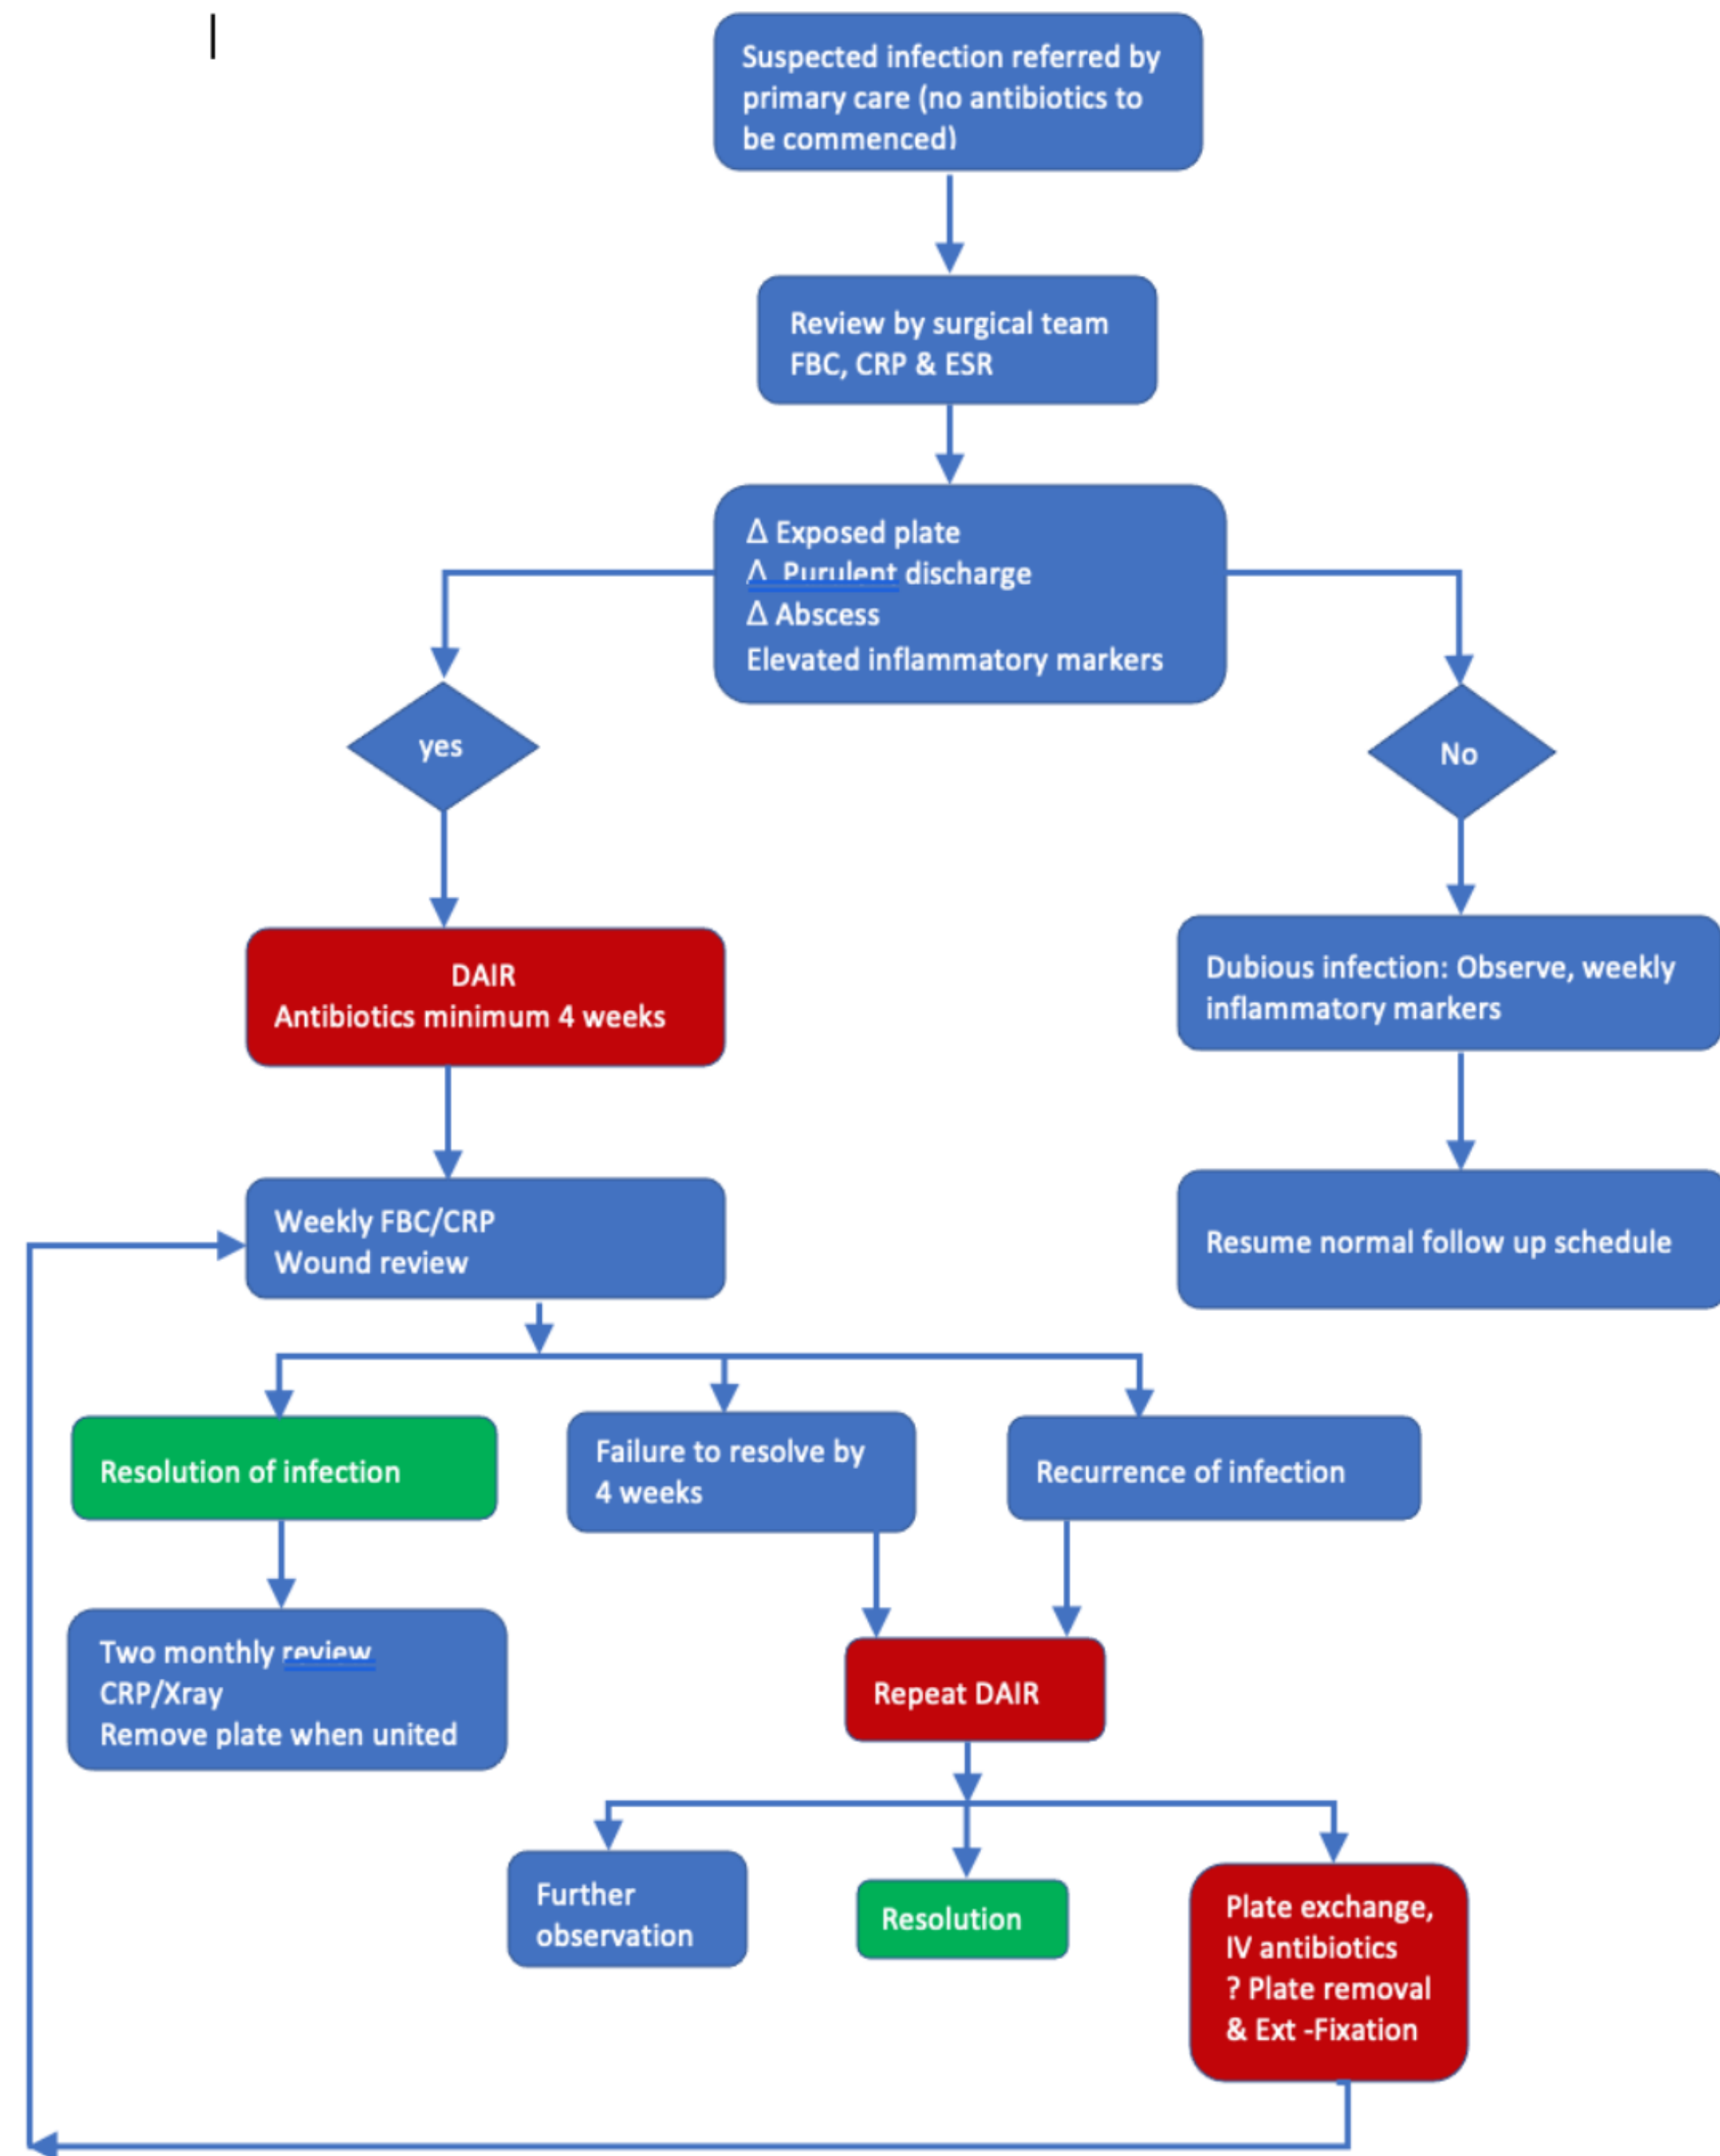 Suspected infection referred by
primary care (no antibiotics to
be commenced)
Review by surgical team
FBC, CRP & ESR
Δ Exposed plate
Δ Purulent discharge
Δ Abscess
Elevated inflammatory markers
yes
No
DAIR
Antibiotics minimum 4 weeks
Dubious infection: Observe, weekly
inflammatory markers
Weekly FBC/CRP
Wound review
Resume normal follow up schedule
Resolution of infection
Failure to resolve by
4 weeks
Recurrence of infection
Two monthly review
CRP/Xray
Remove plate when united
Repeat DAIR
Further
observation
Resolution
Plate exchange,
IV antibiotics
? Plate removal
& Ext -Fixation